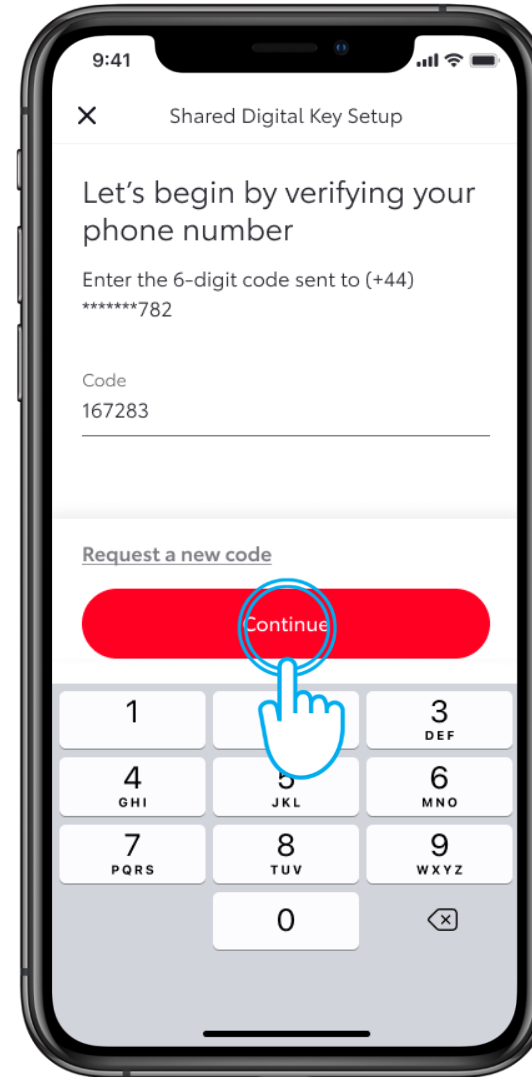 9:41
Shared Digital Key Setup
Let's begin by verifying your
phone number
Enter the 6-digit code sent to (+44)
*******782
Code
167283
Request a new code
Continue
1
3
DEF
4
GHI
5
JKL
6
MNO
7
PQRS
8
TUV
9
WXYZ
0